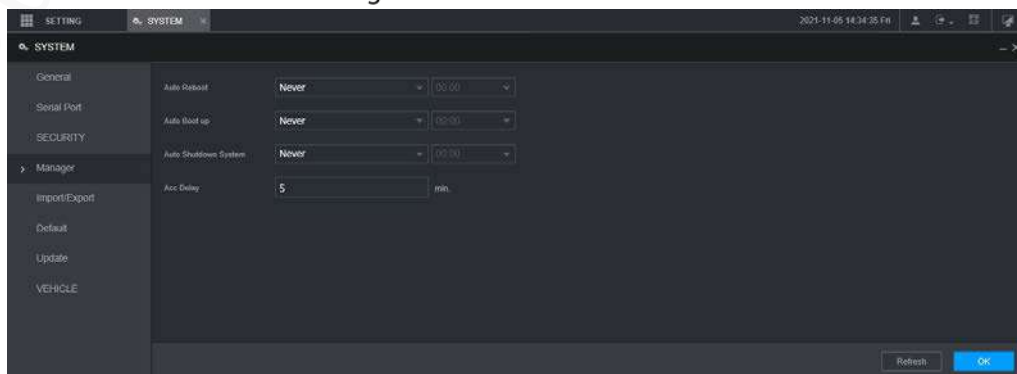 SETTING SYSTEM × 2021-11-05 14:34:35 Fri
SYSTEM
General
Serial Port
SECURITY
Manager
Import/Export
Default
Update
VEHICLE
Auto Reboot Never 00:00
Auto Boot up Never 00:00
Auto Shutdown System Never 00:00
Acc Delay 5 min.
Refresh OK